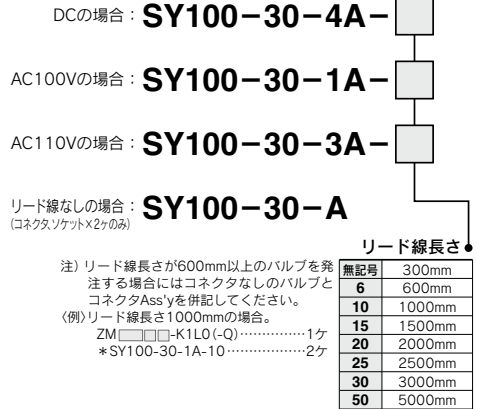 DCの場合：SY100-30-4A-□
AC100Vの場合：SY100-30-1A-□
AC110Vの場合：SY100-30-3A-□
リード線なしの場合：SY100-30-A
(コネクタ,ソケット×2ケのみ)
リード線長さ
無記号 300mm
6 600mm
10 1000mm
15 1500mm
20 2000mm
25 2500mm
30 3000mm
50 5000mm
注) リード線長さが600mm以上のバルブを発
注する場合にはコネクタなしのバルブと
コネクタAss'yを併記してください。
〈例〉リード線長さ1000mmの場合。
ZM□□□-K1L0(-Q)……………1ケ
＊SY100-30-1A-10………………2ケ